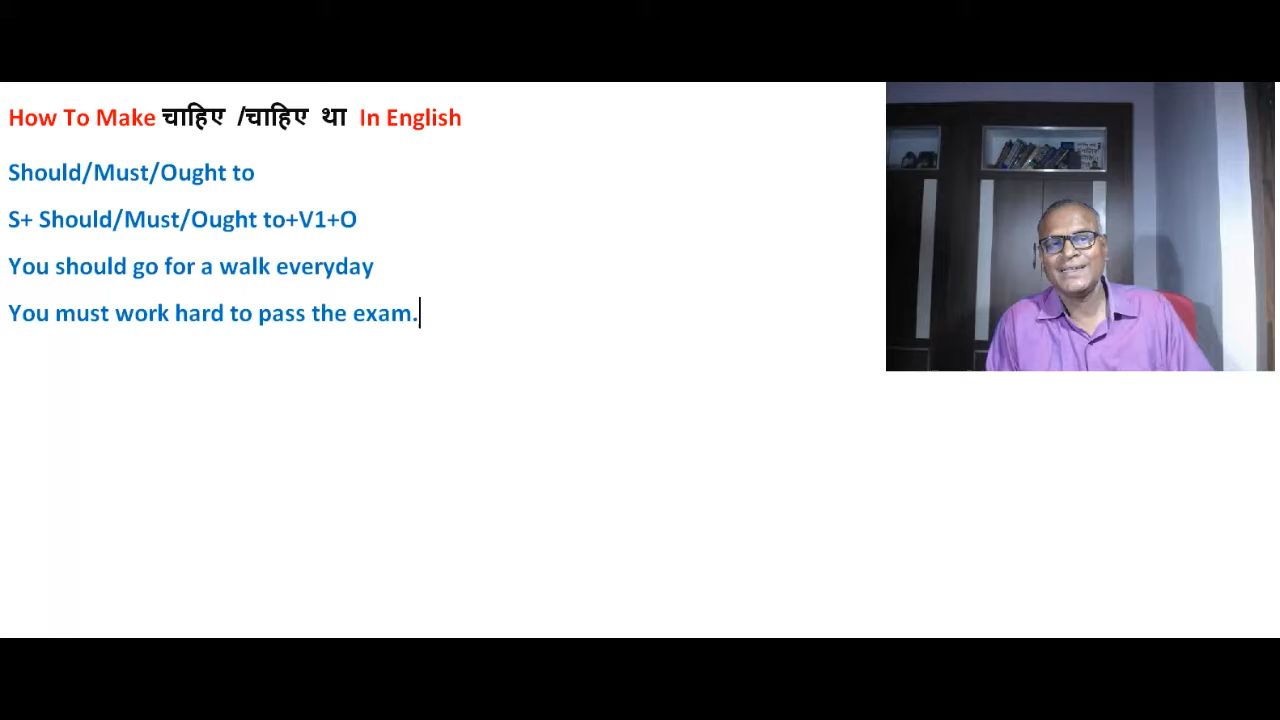 How To Make चाहिए /चाहिए था In English
Should/Must/Ought to
S+ Should/Must/Ought to+V1+O
You should go for a walk everyday
You must work hard to pass the exam.